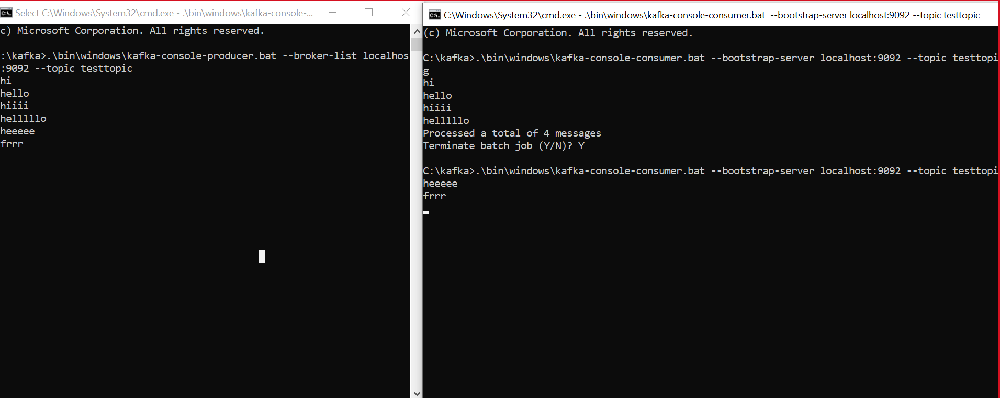 Select C:\Windows\System32\cmd.exe - .\bin\windows\kafka-console-...
c) Microsoft Corporation. All rights reserved.
:\kafka>.\bin\windows\kafka-console-producer.bat --broker-list localhos
:9092 --topic testtopic
hi
hello
hiiii
helllllo
heeeee
frrr
C:\Windows\System32\cmd.exe - .\bin\windows\kafka-console-consumer.bat --bootstrap-server localhost:9092 --topic testtopic
(c) Microsoft Corporation. All rights reserved.
C:\kafka>.\bin\windows\kafka-console-consumer.bat --bootstrap-server localhost:9092 --topic testtopi
g
hi
hello
hiiii
helllllo
Processed a total of 4 messages
Terminate batch job (Y/N)? Y
C:\kafka>.\bin\windows\kafka-console-consumer.bat --bootstrap-server localhost:9092 --topic testtopi
heeeee
frrr